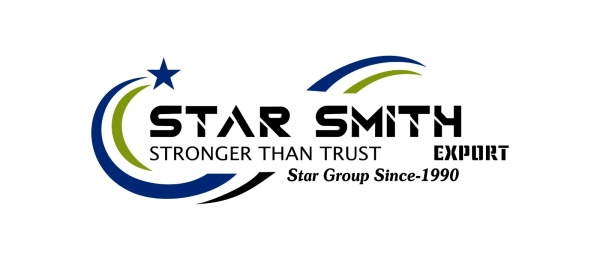 STAR SMITH
STRONGER THAN TRUST EXPORT
Star Group Since-1990